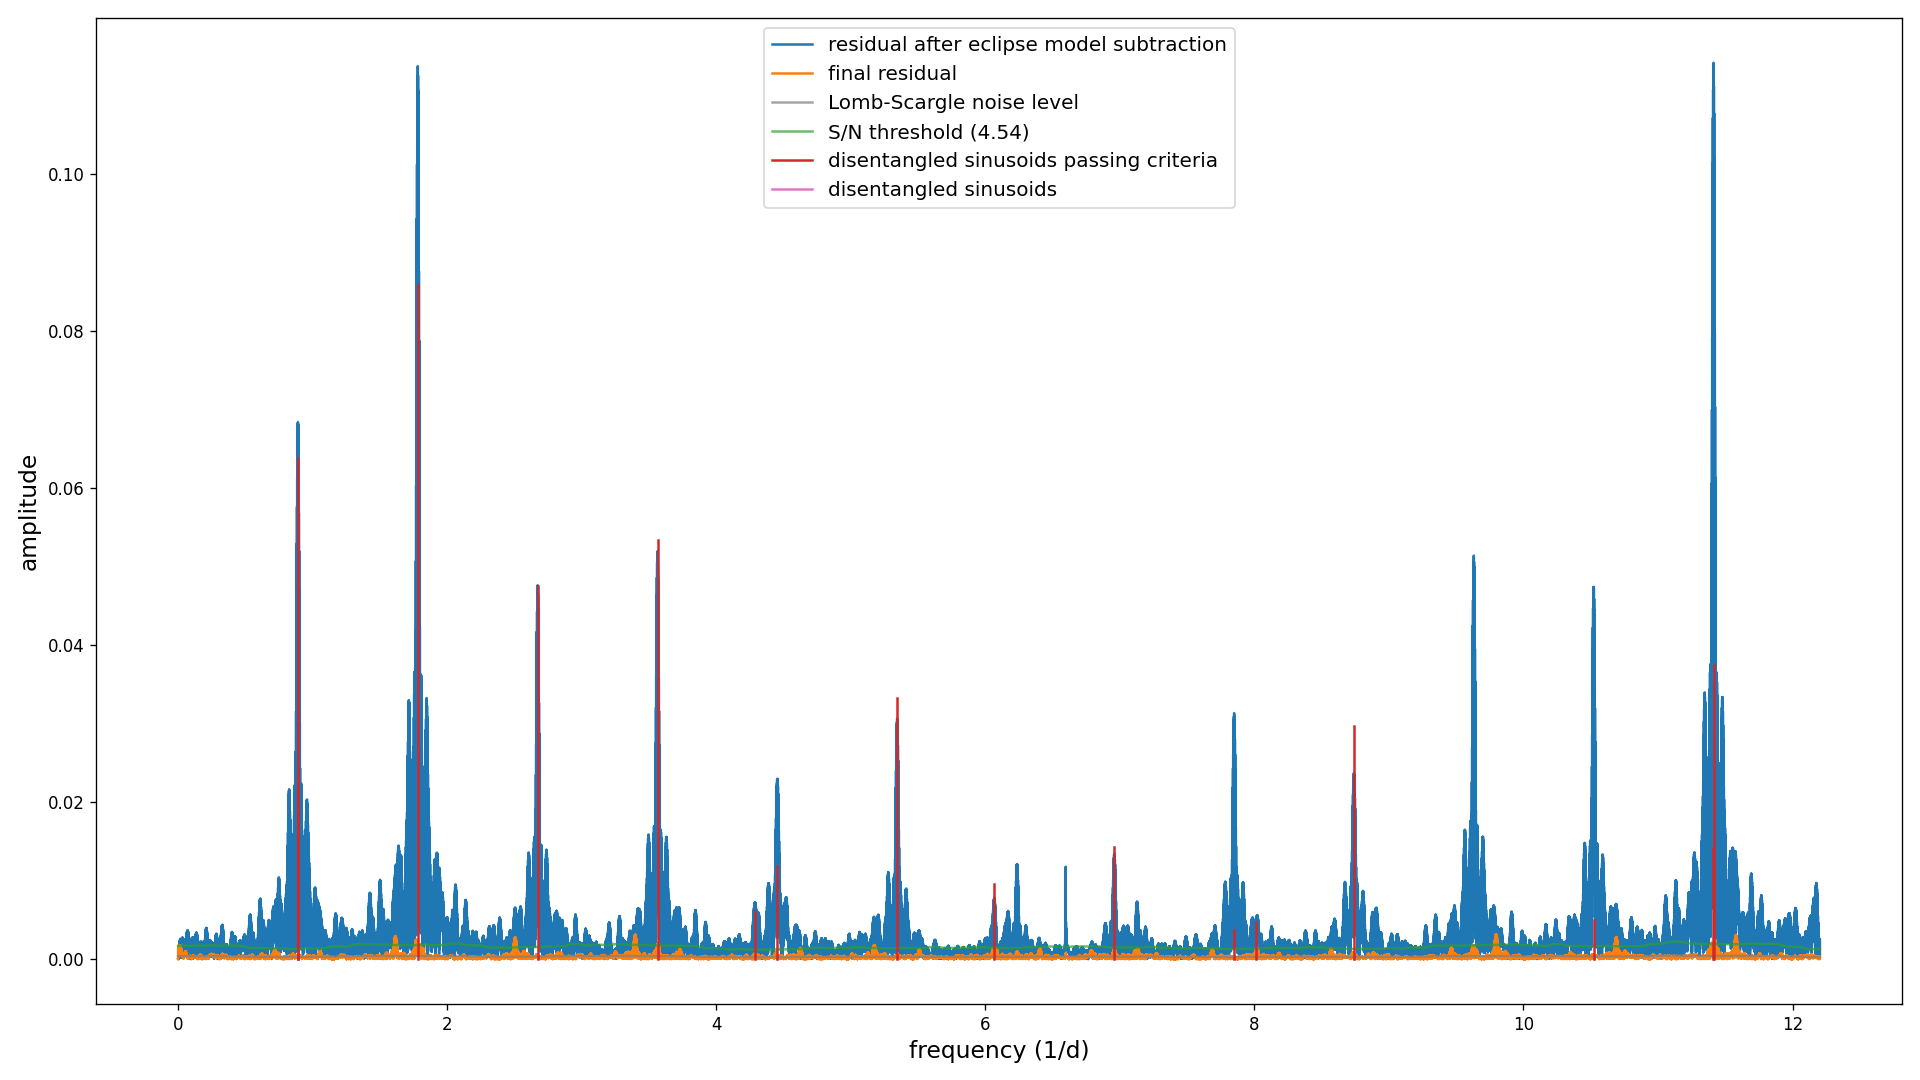 residual after eclipse model subtraction
final residual
Lomb-Scargle noise level
S/N threshold (4.54)
disentangled sinusoids passing criteria
disentangled sinusoids
amplitude
0.10
0.08
0.06
0.04
0.02
0.00
0 2 4 6 8 10 12
frequency (1/d)